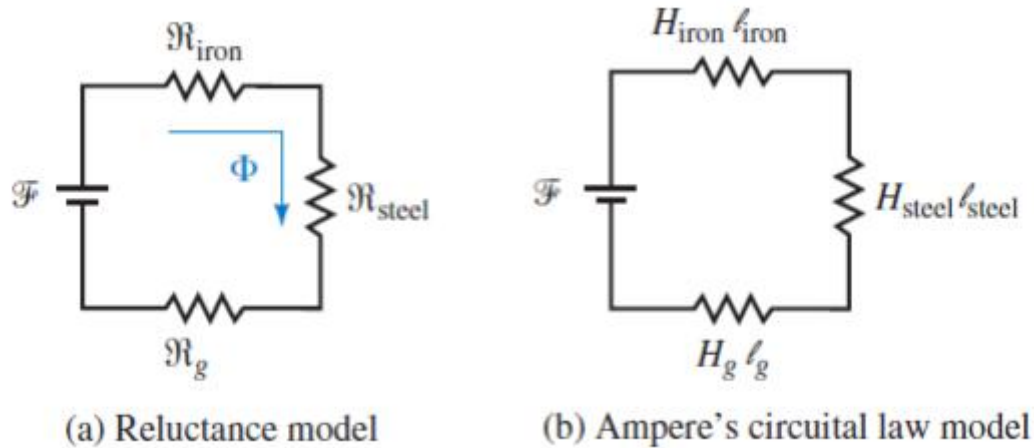 ℜiron
Hiron ℓiron
Φ
ℱ
ℜsteel
ℱ
Hsteel ℓsteel
ℜg
Hg ℓg
(a) Reluctance model
(b) Ampere's circuital law model